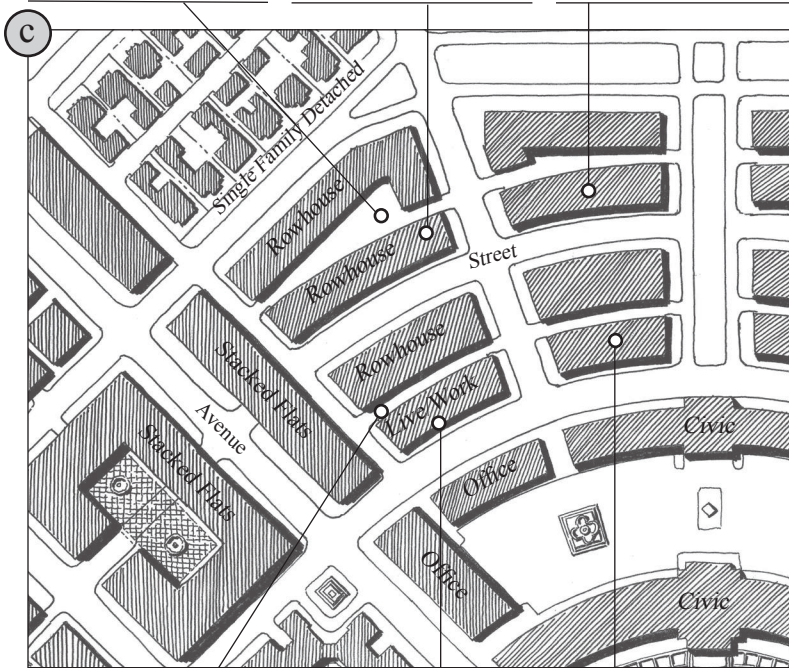 c
Single Family Detached
Rowhouse
Rowhouse
Street
Rowhouse
Stacked Flats
Live Work
Avenue
Stacked Flats
Civic
Office
Office
Civic